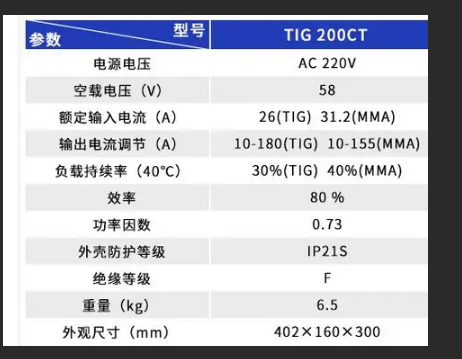 参数 型号 TIG 200CT
电源电压 AC 220V
空载电压（V） 58
额定输入电流（A） 26(TIG) 31.2(MMA)
输出电流调节（A） 10-180(TIG) 10-155(MMA)
负载持续率（40℃） 30%(TIG) 40%(MMA)
效率 80 %
功率因数 0.73
外壳防护等级 IP21S
绝缘等级 F
重量（kg） 6.5
外观尺寸（mm） 402×160×300